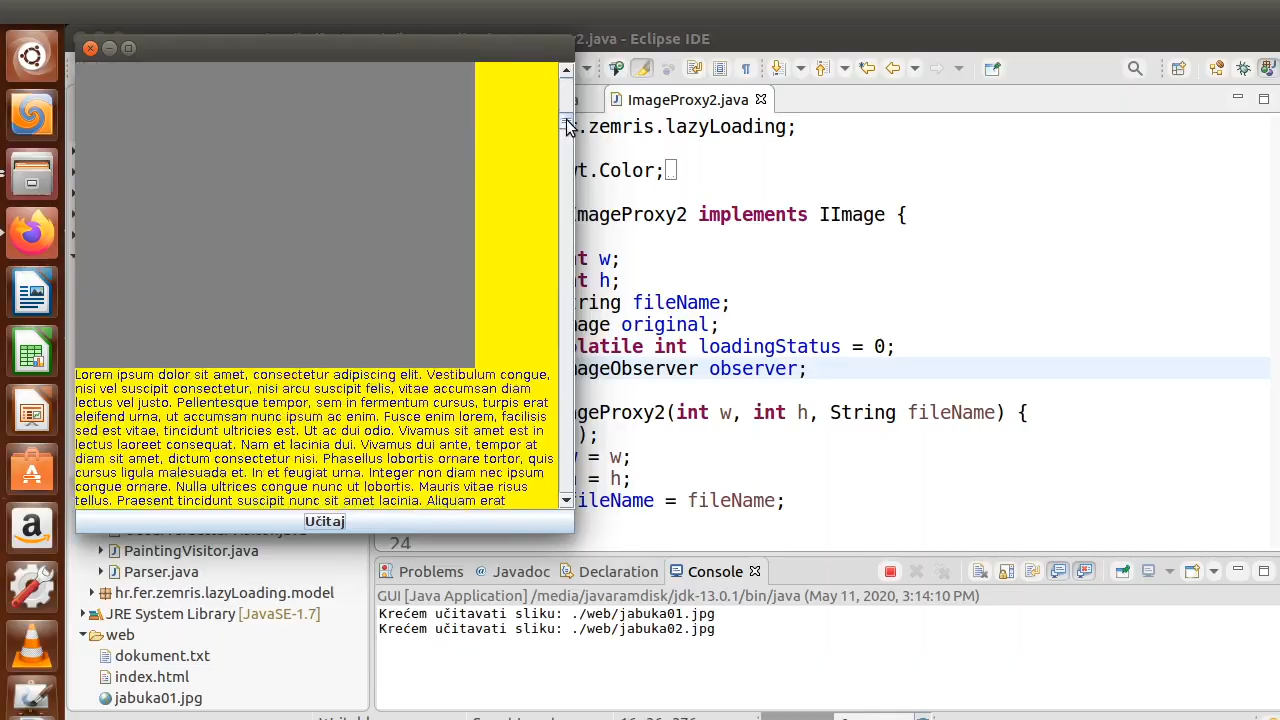 y2.java - Eclipse IDE
ImageProxy2.java
.zemris.lazyLoading;
t.Color;
mageProxy2 implements IImage {
t w;
t h;
ring fileName;
mage original;
latile int loadingStatus = 0;
mageObserver observer;
geProxy2(int w, int h, String fileName) {
);
= w;
= h;
ileName = fileName;
24
Lorem ipsum dolor sit amet, consectetur adipiscing elit. Vestibulum congue,
nisi vel suscipit consectetur, nisi arcu suscipit felis, vitae accumsan diam
lectus vel justo. Pellentesque tempor, sem in fermentum cursus, turpis erat
eleifend urna, ut accumsan nunc ipsum ac enim. Fusce enim lorem, facilisis
sed est vitae, tincidunt ultricies est. Ut ac dui odio. Vivamus sit amet est in
lectus laoreet consequat. Nam et lacinia dui. Vivamus dui ante, tempor at
diam sit amet, dictum consectetur nisi. Phasellus lobortis ornare tortor, quis
cursus ligula malesuada et. In et feugiat urna. Integer non diam nec ipsum
congue ornare. Nulla ultrices congue nunc ut lobortis. Mauris vitae risus
tellus. Praesent tincidunt suscipit nunc sit amet lacinia. Aliquam erat
Učitaj
PaintingVisitor.java
Parser.java
hr.fer.zemris.lazyLoading.model
JRE System Library [JavaSE-1.7]
web
dokument.txt
index.html
jabuka01.jpg
Problems @ Javadoc Declaration Console
GUI [Java Application] /media/javaramdisk/jdk-13.0.1/bin/java (May 11, 2020, 3:14:10 PM)
Krećem učitavati sliku: ./web/jabuka01.jpg
Krećem učitavati sliku: ./web/jabuka02.jpg